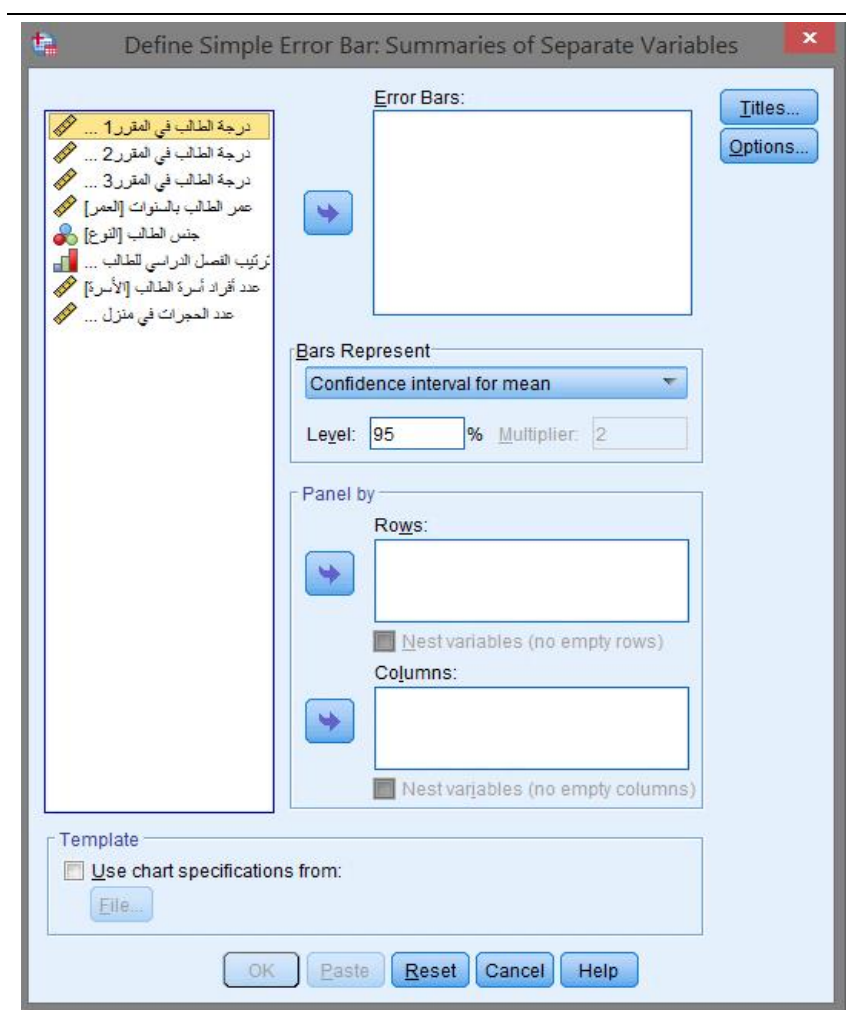 Define Simple Error Bar: Summaries of Separate Variables
درجة الطالب في المقرر1 ...
درجة الطالب في المقرر2 ...
درجة الطالب في المقرر3 ...
عمر الطالب بالسنوات [العمر]
جنس الطالب [النوع]
ترتيب الفصل الدراسي للطالب ...
عدد أفراد أسرة الطالب [الأسرة]
عدد الحجرات في منزل ...
Error Bars:
Titles...
Options...
Bars Represent
Confidence interval for mean
Level: 95 % Multiplier: 2
Panel by
Rows:
Nest variables (no empty rows)
Columns:
Nest variables (no empty columns)
Template
Use chart specifications from:
File...
OK Paste Reset Cancel Help